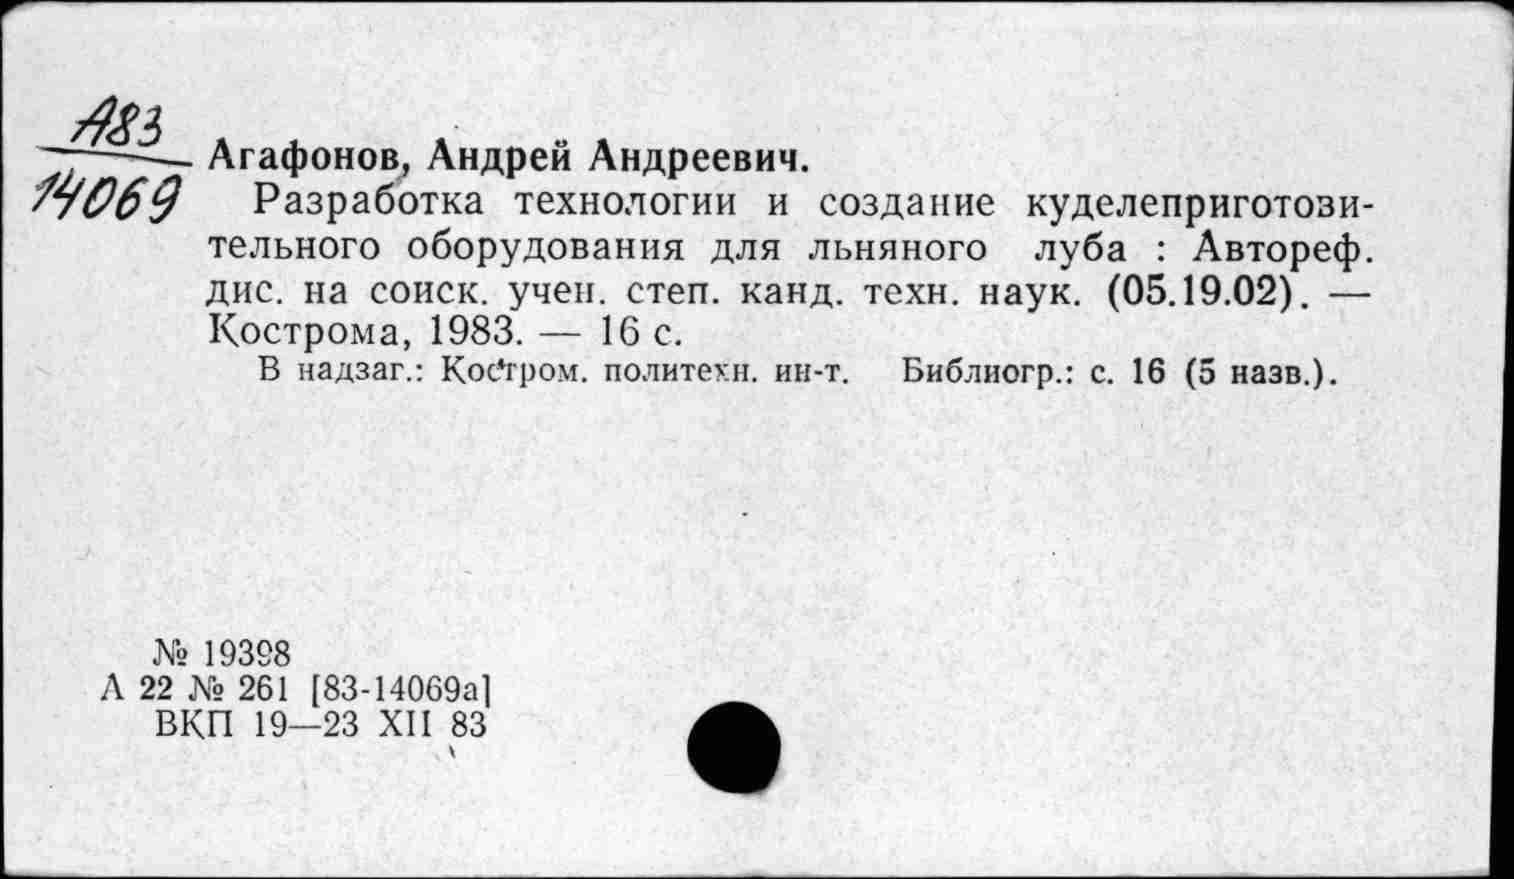 А83
14069
Агафонов, Андрей Андреевич.
Разработка технологии и создание куделеприготови-
тельного оборудования для льняного луба : Автореф.
дис. на соиск. учен. степ. канд. техн. наук. (05.19.02). —
Кострома, 1983. — 16 с.
В надзаг.: Костром. политехн. ин-т. Библиогр.: с. 16 (5 назв.).
№ 19398
А 22 № 261 [83-14069а]
ВКП 19—23 XII 83